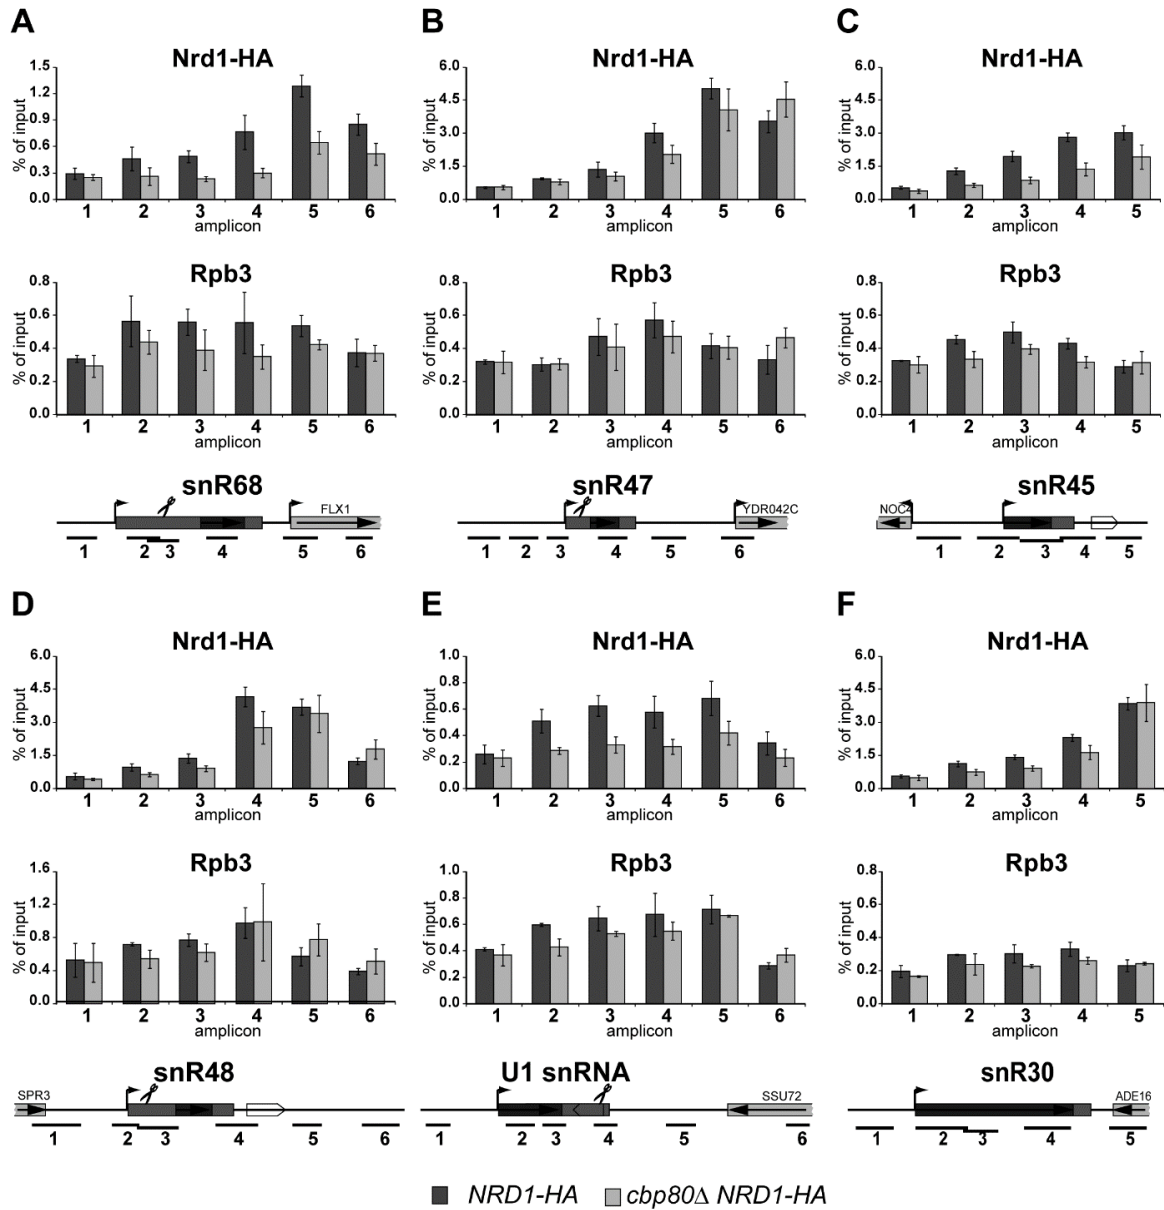 A
Nrd1-HA
% of input
1.5
1.2
0.9
0.6
0.3
0.0
1 2 3 4 5 6
amplicon
Rpb3
% of input
0.8
0.6
0.4
0.2
0.0
1 2 3 4 5 6
amplicon
snR68
FLX1
1 2 3 4 5 6
B
Nrd1-HA
% of input
6.0
4.5
3.0
1.5
0.0
1 2 3 4 5 6
amplicon
Rpb3
% of input
0.8
0.6
0.4
0.2
0.0
1 2 3 4 5 6
amplicon
snR47
YDR042C
1 2 3 4 5 6
C
Nrd1-HA
% of input
6.0
4.5
3.0
1.5
0.0
1 2 3 4 5
amplicon
Rpb3
% of input
0.8
0.6
0.4
0.2
0.0
1 2 3 4 5
amplicon
snR45
NOC2
1 2 3 4 5
D
Nrd1-HA
% of input
6.0
4.5
3.0
1.5
0.0
1 2 3 4 5 6
amplicon
Rpb3
% of input
1.6
1.2
0.8
0.4
0.0
1 2 3 4 5 6
amplicon
snR48
SPR3
1 2 3 4 5 6
E
Nrd1-HA
% of input
1.0
0.8
0.6
0.4
0.2
0.0
1 2 3 4 5 6
amplicon
Rpb3
% of input
1.0
0.8
0.6
0.4
0.2
0.0
1 2 3 4 5 6
amplicon
U1 snRNA
SSU72
1 2 3 4 5 6
F
Nrd1-HA
% of input
6.0
4.5
3.0
1.5
0.0
1 2 3 4 5
amplicon
Rpb3
% of input
0.8
0.6
0.4
0.2
0.0
1 2 3 4 5
amplicon
snR30
ADE16
1 2 3 4 5
NRD1-HA cbp80Δ NRD1-HA